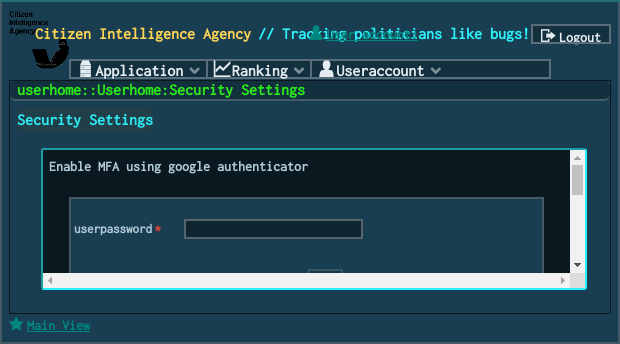 Citizen
Intelligence
Agency
Citizen Intelligence Agency // Tracking politicians like bugs!
Logout
Application
Ranking
Useraccount
userhome::Userhome:Security Settings
Security Settings
Enable MFA using google authenticator
userpassword*
Main View